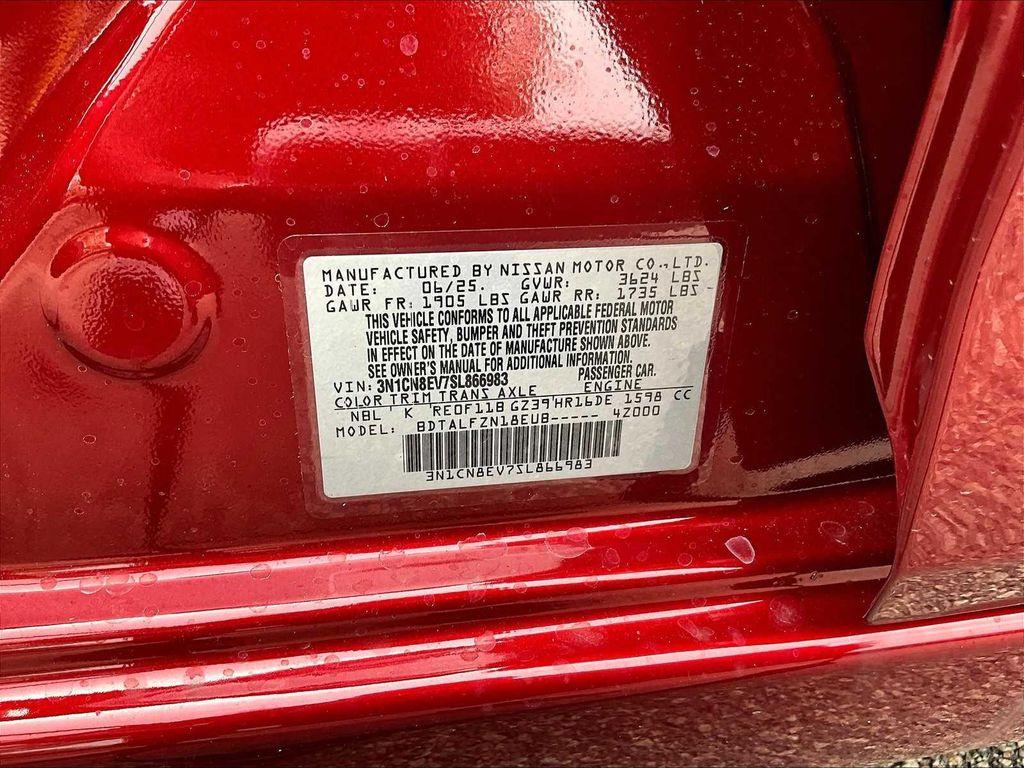 MANUFACTURED BY NISSAN MOTOR CO.,LTD.
DATE: 06/25. GVWR: 3624 LBS
GAWR FR: 1905 LBS GAWR RR: 1735 LBS
THIS VEHICLE CONFORMS TO ALL APPLICABLE FEDERAL MOTOR
VEHICLE SAFETY, BUMPER AND THEFT PREVENTION STANDARDS
IN EFFECT ON THE DATE OF MANUFACTURE SHOWN ABOVE.
SEE OWNER'S MANUAL FOR ADDITIONAL INFORMATION.
VIN: 3N1CN8EV7SL866983 PASSENGER CAR.
COLOR TRIM TRANS AXLE ENGINE
NBL K RE0F11B GZ39 HR16DE 1598 CC
MODEL: BDTALFZN18EUB----- 4Z000
3N1CN8EV7SL866983